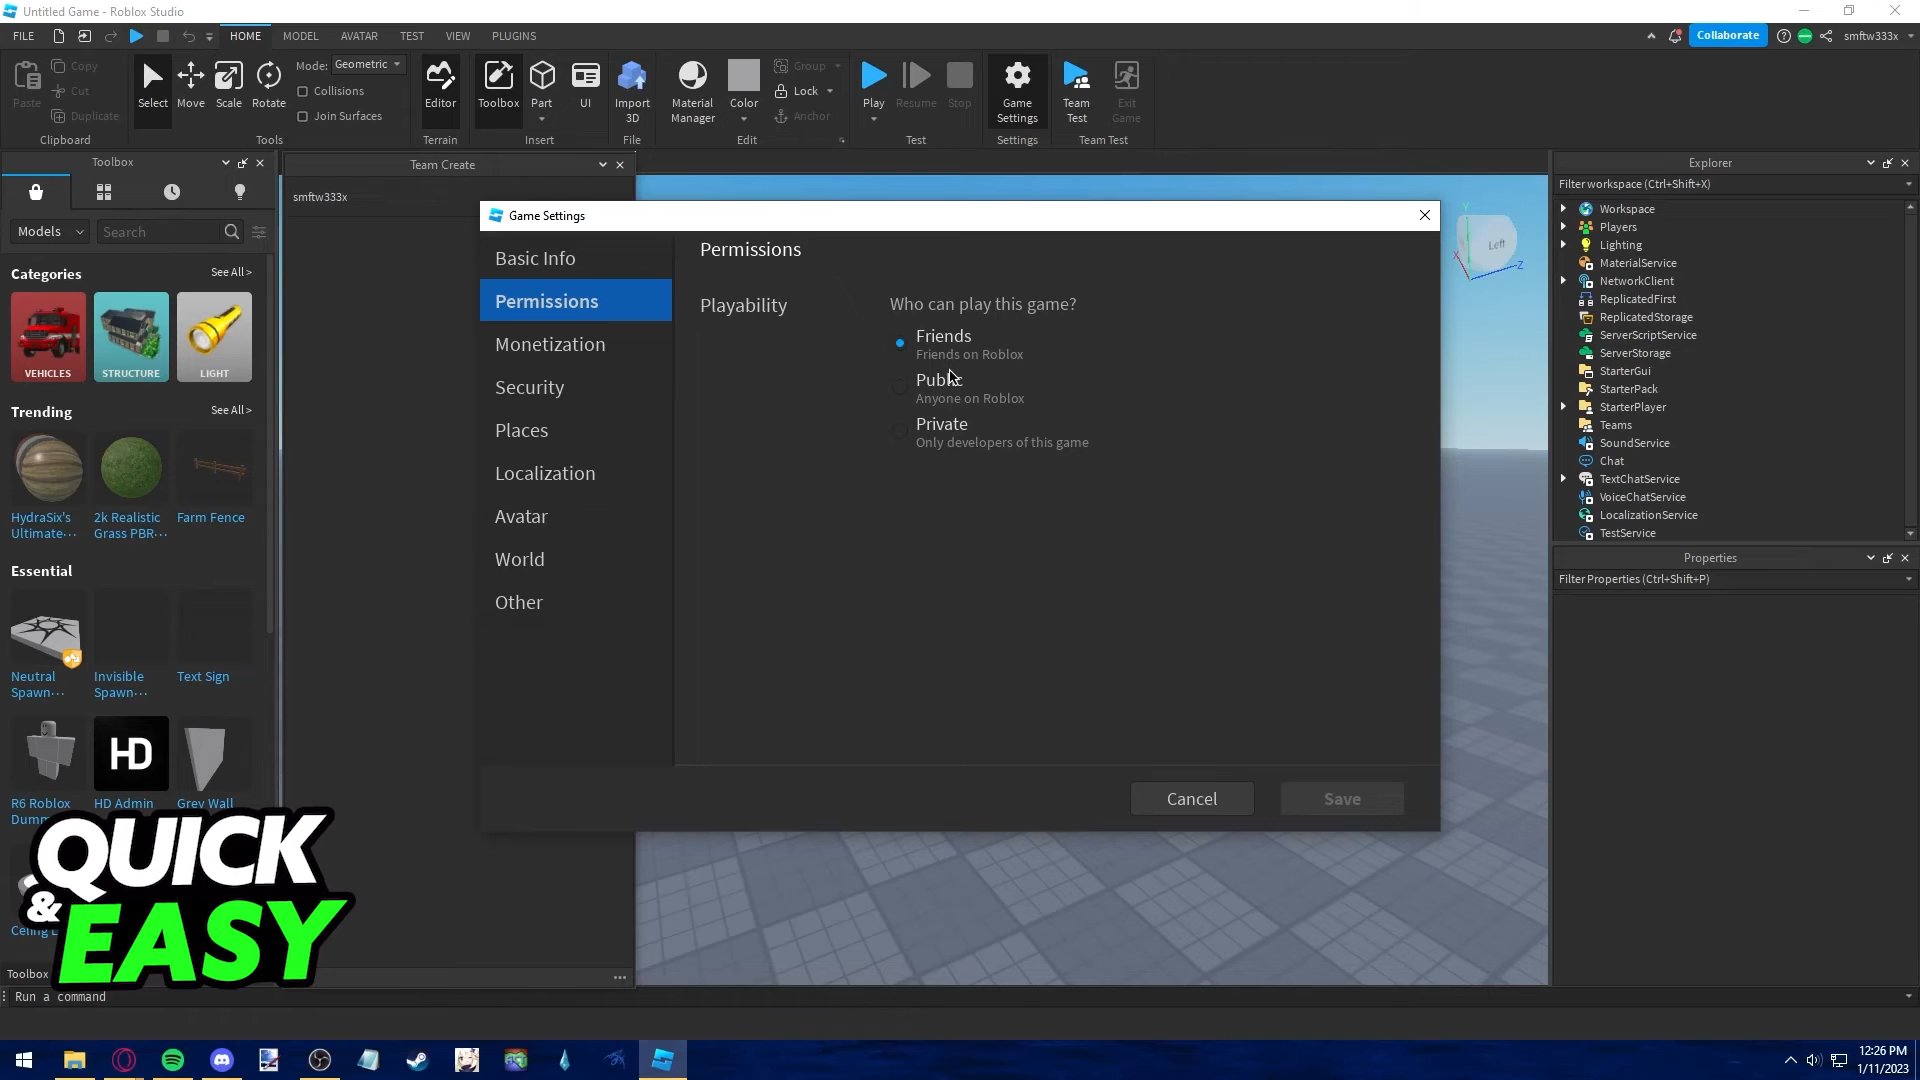 Untitled Game - Roblox Studio
FILE
HOME
MODEL
AVATAR
TEST
VIEW
PLUGINS
Collaborate
smftw333x
Paste
Copy
Cut
Duplicate
Clipboard
Select
Move
Scale
Rotate
Mode: Geometric
Collisions
Join Surfaces
Tools
Editor
Terrain
Toolbox
Part
UI
Insert
Import
3D
File
Material
Manager
Color
Group
Lock
Anchor
Edit
Play
Resume
Stop
Test
Game
Settings
Settings
Team
Test
Exit
Game
Team Test
Toolbox
Models
Search
Categories
See All >
VEHICLES
STRUCTURE
LIGHT
Trending
See All >
HydraSix's
Ultimate...
2k Realistic
Grass PBR...
Farm Fence
Essential
Neutral
Spawn...
Invisible
Spawn...
Text Sign
HD
R6 Roblox
HD Admin
Grey Wall
QUICK
&
EASY
Toolbox
Run a command
Team Create
smftw333x
Game Settings
Basic Info
Permissions
Monetization
Security
Places
Localization
Avatar
World
Other
Permissions
Playability
Who can play this game?
Friends
Friends on Roblox
Public
Anyone on Roblox
Private
Only developers of this game
Cancel
Save
Y
Left
X
Z
Explorer
Filter workspace (Ctrl+Shift+X)
Workspace
Players
Lighting
MaterialService
NetworkClient
ReplicatedFirst
ReplicatedStorage
ServerScriptService
ServerStorage
StarterGui
StarterPack
StarterPlayer
Teams
SoundService
Chat
TextChatService
VoiceChatService
LocalizationService
TestService
Properties
Filter Properties (Ctrl+Shift+P)
12:26 PM
1/11/2023